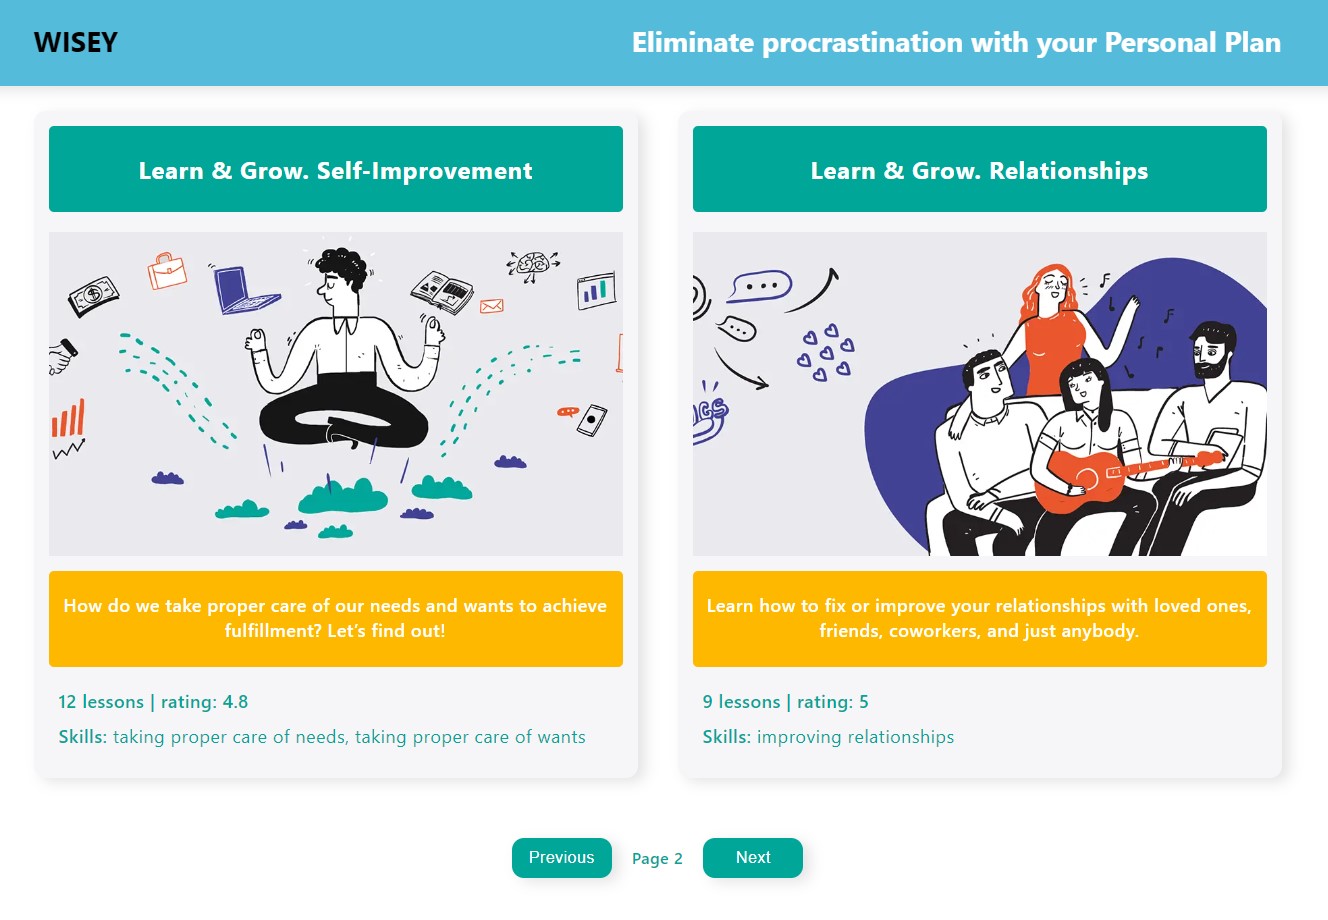 WISEY
Eliminate procrastination with your Personal Plan
Learn & Grow. Self-Improvement
How do we take proper care of our needs and wants to achieve
fulfillment? Let's find out!
12 lessons | rating: 4.8
Skills: taking proper care of needs, taking proper care of wants
Learn & Grow. Relationships
Learn how to fix or improve your relationships with loved ones,
friends, coworkers, and just anybody.
9 lessons | rating: 5
Skills: improving relationships
Previous
Page 2
Next